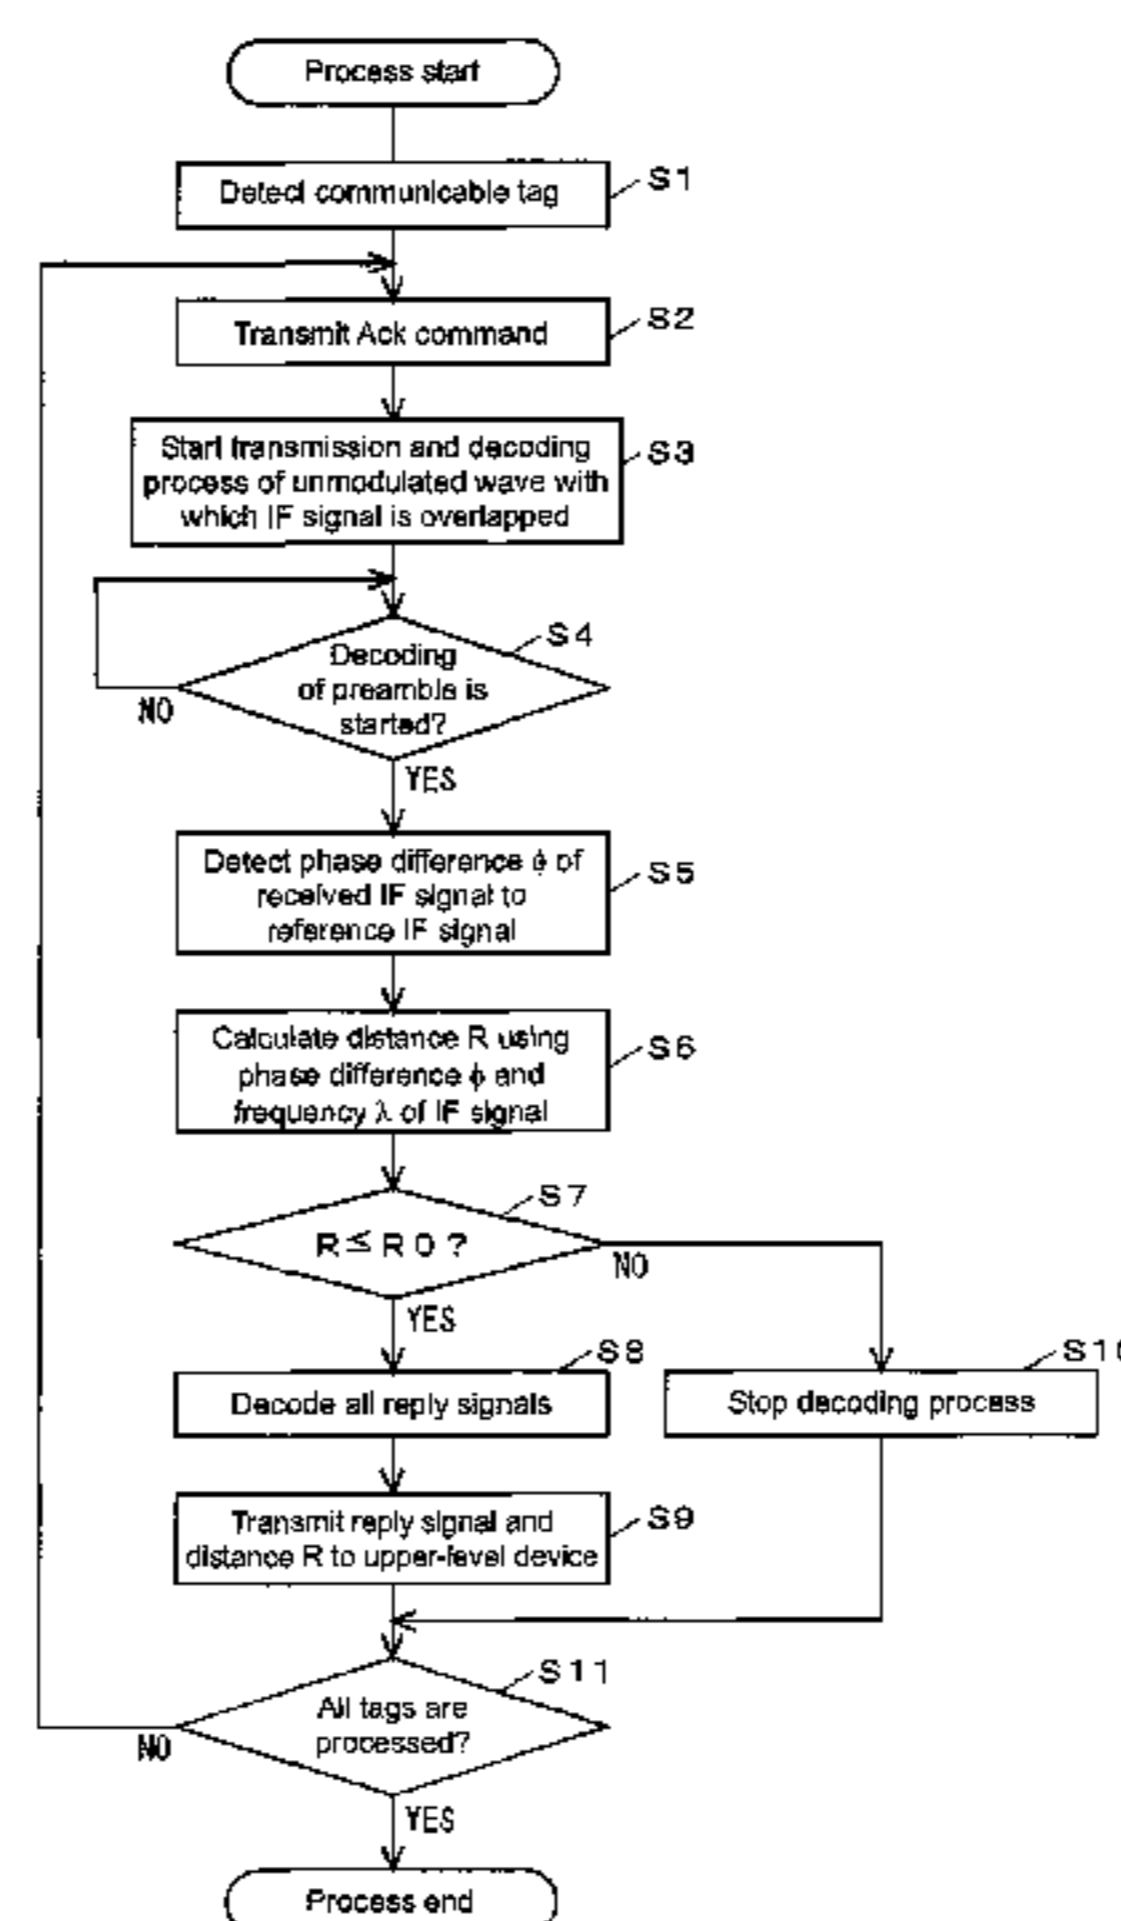 Process start
Detect communicable tag
S1
Transmit Ack command
S2
Start transmission and decoding
process of unmodulated wave with
which IF signal is overlapped
S3
S4
Decoding
of preamble is
started?
NO
YES
Detect phase difference ϕ of
received IF signal to
reference IF signal
S5
Calculate distance R using
phase difference ϕ and
frequency λ of IF signal
S6
S7
R ≦ R0 ?
NO
YES
S8
Decode all reply signals
S10
Stop decoding process
Transmit reply signal and
distance R to upper-level device
S9
S11
All tags are
processed?
NO
YES
Process end